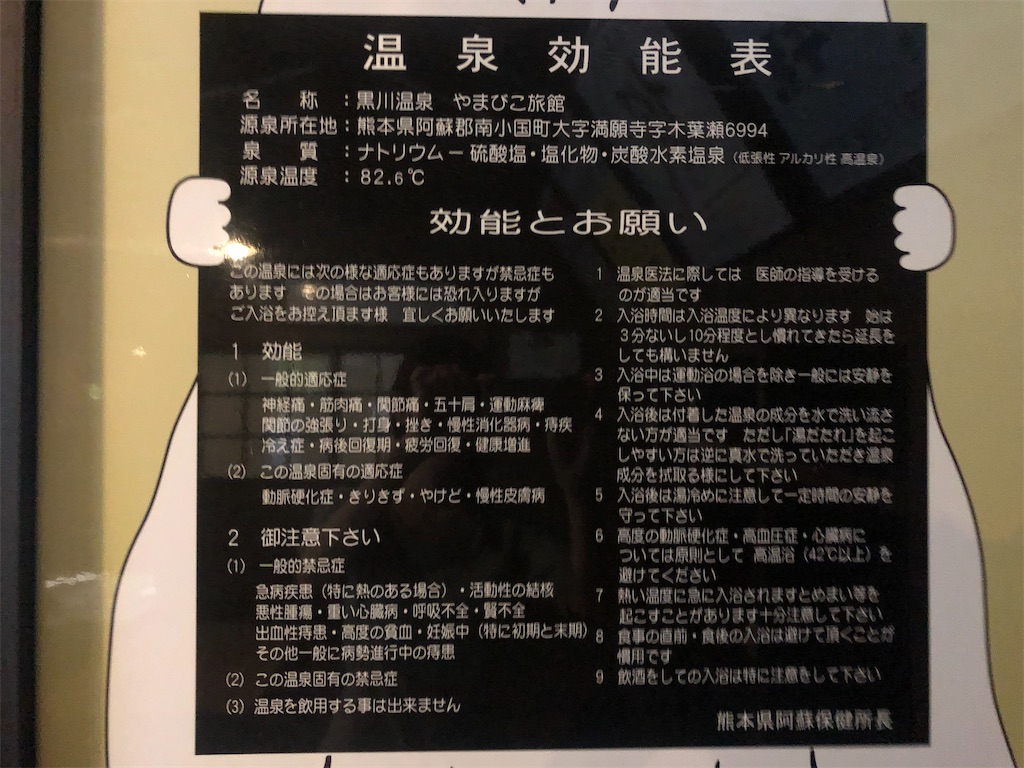 温泉効能表
名　称　：黒川温泉　やまびこ旅館
源泉所在地：熊本県阿蘇郡南小国町大字満願寺字木葉瀬6994
泉　質　：ナトリウムー 硫酸塩・塩化物・炭酸水素塩泉（低張性 アルカリ性 高温泉）
源泉温度　：82.6℃
効能とお願い
この温泉には次の様な適応症もありますが禁忌症も
あります　その場合はお客様には恐れ入りますが
ご入浴をお控え頂ます様　宜しくお願いいたします
1　効能
(1)　一般的適応症
神経痛・筋肉痛・関節痛・五十肩・運動麻痺
関節の強張り・打身・挫き・慢性消化器病・痔疾
冷え症・病後回復期・疲労回復・健康増進
(2)　この温泉固有の適応症
動脈硬化症・きりきず・やけど・慢性皮膚病
2　御注意下さい
(1)　一般的禁忌症
急病疾患（特に熱のある場合）・活動性の結核
悪性腫瘍・重い心臓病・呼吸不全・賢不全
出血性痔患・高度の貧血・妊娠中（特に初期と末期）
その他一般に病勢進行中の痔患
(2)　この温泉固有の禁忌症
(3)　温泉を飲用する事は出来ません
1　温泉医法に際しては　医師の指導を受ける
のが適当です
2　入浴時間は入浴温度により異なります　始は
３分ないし10分程度とし慣れてきたら延長を
しても構いません
3　入浴中は運動浴の場合を除き一般には安静を
保って下さい
4　入浴後は付着した温泉の成分を水で洗い流さ
ない方が適当です　ただし「湯ただれ」を起こ
しやすい方は逆に真水で洗っていただき温泉
成分を拭取る様にして下さい
5　入浴後は湯冷めに注意して一定時間の安静を
守って下さい
6　高度の動脈硬化症・高血圧症・心臓病に
ついては原則として 高温浴（42℃以上）を
避けてください
7　熱い温度に急に入浴されますとめまい等を
起こすことがあります十分注意して下さい
8　食事の直前・食後の入浴は避けて頂くことが
慣用です
9　飲酒をしての入浴は特に注意をして下さい
熊本県阿蘇保健所長